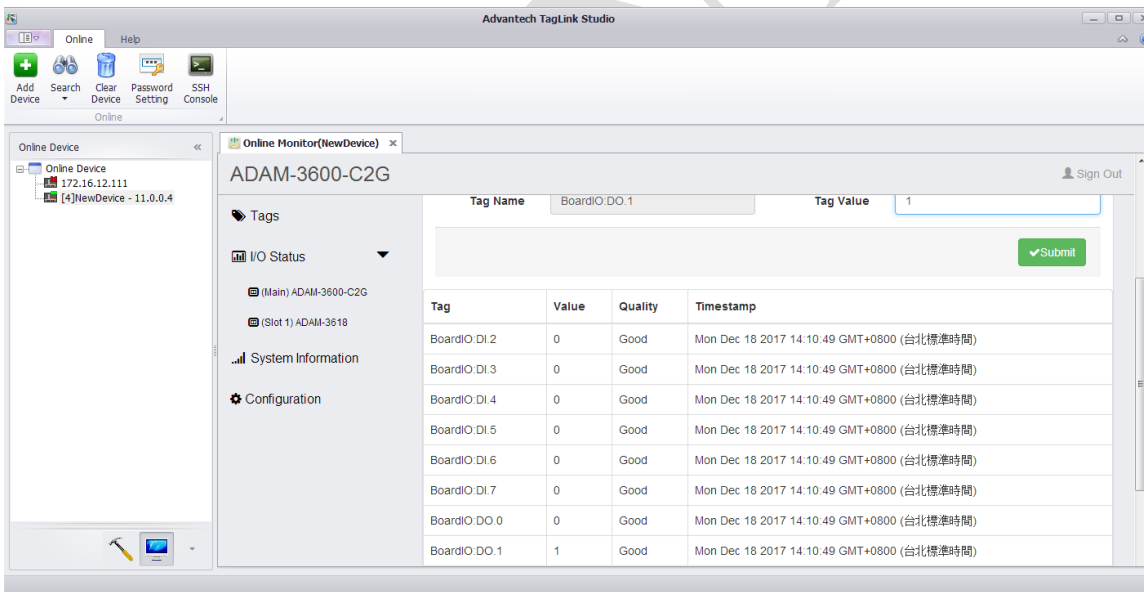 Advantech TagLink Studio
Online Help
Add Device
Search
Clear Device
Password Setting
SSH Console
Online
Online Device
Online Device
172.16.12.111
[4]NewDevice - 11.0.0.4
Online Monitor(NewDevice)
ADAM-3600-C2G
Sign Out
Tags
I/O Status
(Main) ADAM-3600-C2G
(Slot 1) ADAM-3618
System Information
Configuration
Tag Name BoardIO:DO.1 Tag Value 1
Submit
Tag Value Quality Timestamp
BoardIO:DI.2 0 Good Mon Dec 18 2017 14:10:49 GMT+0800 (台北標準時間)
BoardIO:DI.3 0 Good Mon Dec 18 2017 14:10:49 GMT+0800 (台北標準時間)
BoardIO:DI.4 0 Good Mon Dec 18 2017 14:10:49 GMT+0800 (台北標準時間)
BoardIO:DI.5 0 Good Mon Dec 18 2017 14:10:49 GMT+0800 (台北標準時間)
BoardIO:DI.6 0 Good Mon Dec 18 2017 14:10:49 GMT+0800 (台北標準時間)
BoardIO:DI.7 0 Good Mon Dec 18 2017 14:10:49 GMT+0800 (台北標準時間)
BoardIO:DO.0 0 Good Mon Dec 18 2017 14:10:49 GMT+0800 (台北標準時間)
BoardIO:DO.1 1 Good Mon Dec 18 2017 14:10:49 GMT+0800 (台北標準時間)